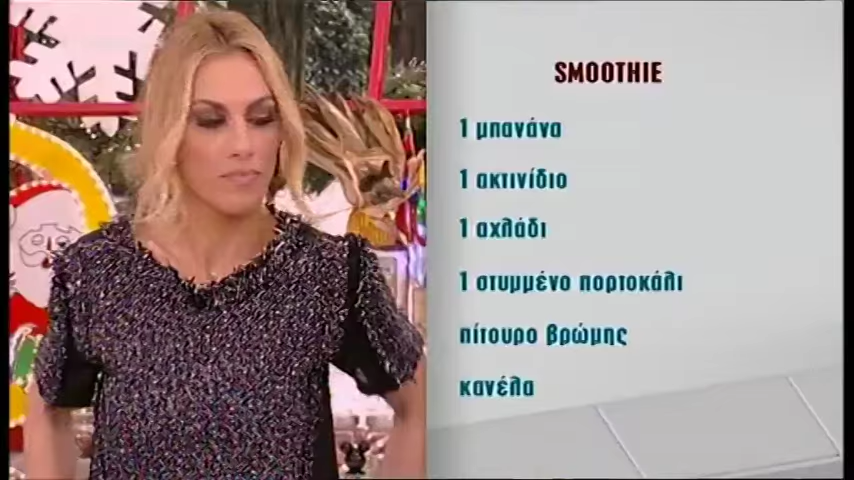 SMOOTHIE
1 μπανάνα
1 ακτινίδιο
1 αχλάδι
1 στυμμένο πορτοκάλι
πίτουρο βρώμης
κανέλα